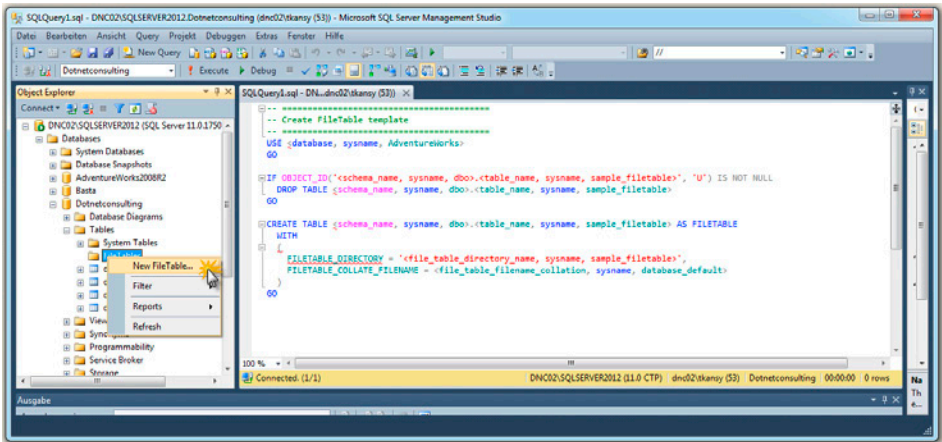 SQLQuery1.sql - DNC02\SQLSERVER2012.Dotnetconsulting (dnc02\tkansy (53)) - Microsoft SQL Server Management Studio
Datei Bearbeiten Ansicht Query Projekt Debuggen Extras Fenster Hilfe
New Query //
Dotnetconsulting Execute Debug
Object Explorer
Connect
DNC02\SQLSERVER2012 (SQL Server 11.0.1750
Databases
System Databases
Database Snapshots
AdventureWorks2008R2
Basta
Dotnetconsulting
Database Diagrams
Tables
System Tables
FileTables
New FileTable...
Filter
Reports
Refresh
View
Syno
Programmability
Service Broker
Storage
SQLQuery1.sql - DN...dnc02\tkansy (53))
-- =========================================
-- Create FileTable template
-- =========================================
USE <database, sysname, AdventureWorks>
GO
IF OBJECT_ID('<schema_name, sysname, dbo>.<table_name, sysname, sample_filetable>', 'U') IS NOT NULL
DROP TABLE <schema_name, sysname, dbo>.<table_name, sysname, sample_filetable>
GO
CREATE TABLE <schema_name, sysname, dbo>.<table_name, sysname, sample_filetable> AS FILETABLE
WITH
(
FILETABLE_DIRECTORY = '<file_table_directory_name, sysname, sample_filetable>',
FILETABLE_COLLATE_FILENAME = <file_table_filename_collation, sysname, database_default>
)
GO
100 %
Connected. (1/1) DNC02\SQLSERVER2012 (11.0 CTP) dnc02\tkansy (53) Dotnetconsulting 00:00:00 0 rows
Na
Th
e...
Ausgabe